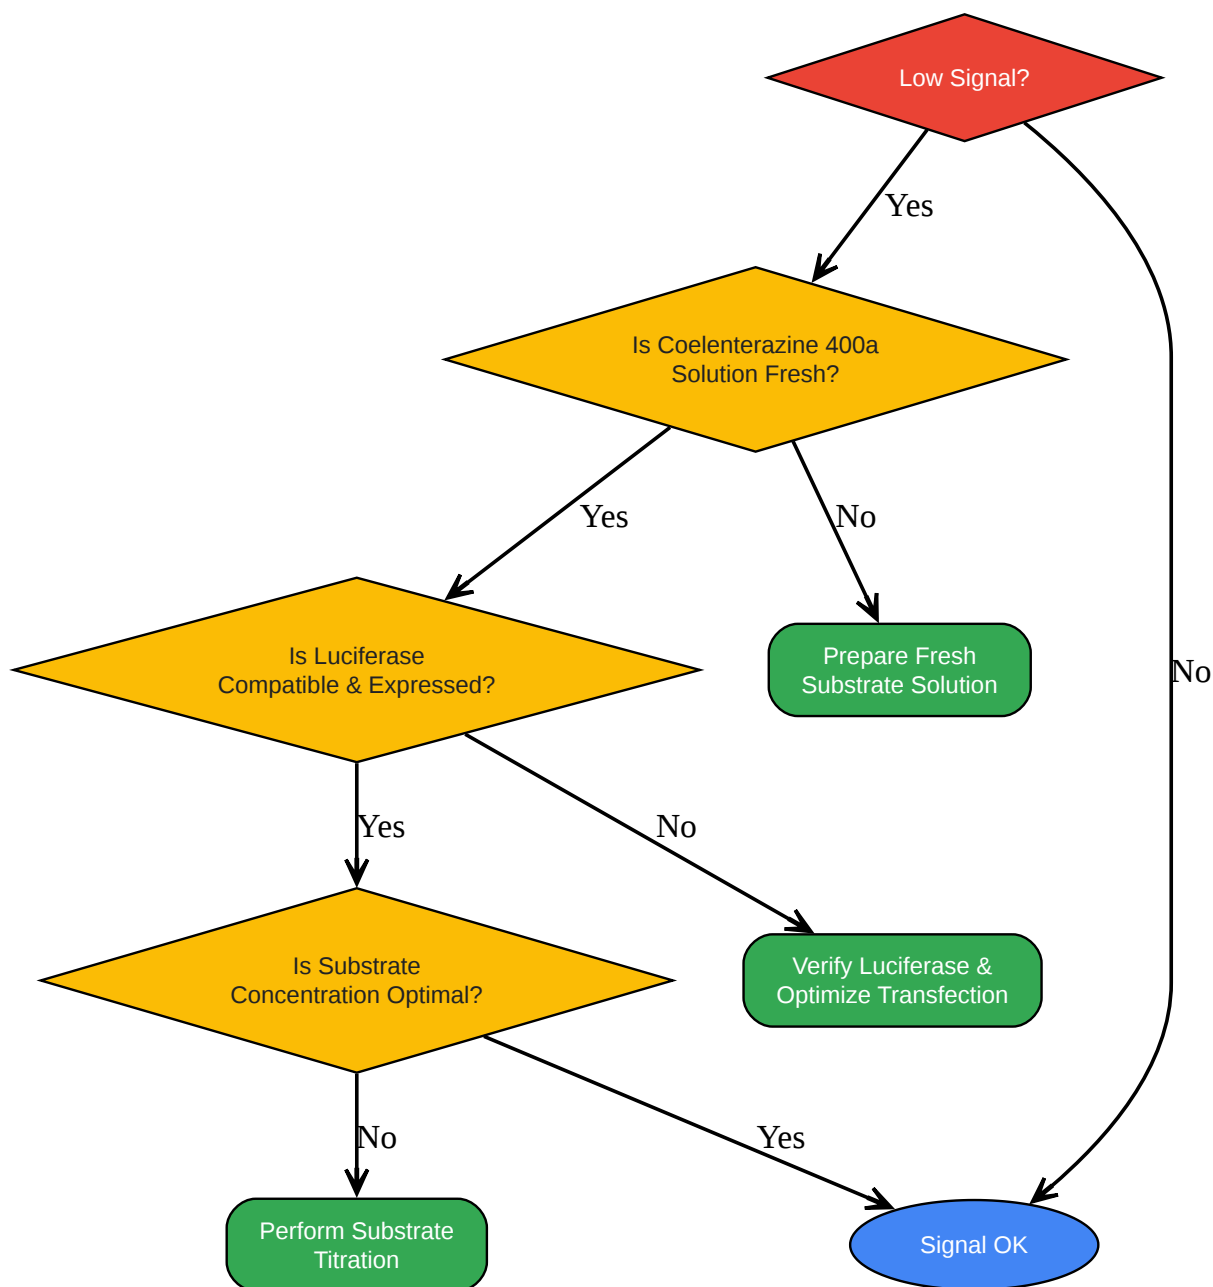 Low Signal?
Yes
Is Coelenterazine 400a
Solution Fresh?
Yes
No
Is Luciferase
Compatible & Expressed?
Prepare Fresh
Substrate Solution
No
Yes
No
Is Substrate
Concentration Optimal?
Verify Luciferase &
Optimize Transfection
No
Yes
Perform Substrate
Titration
Signal OK